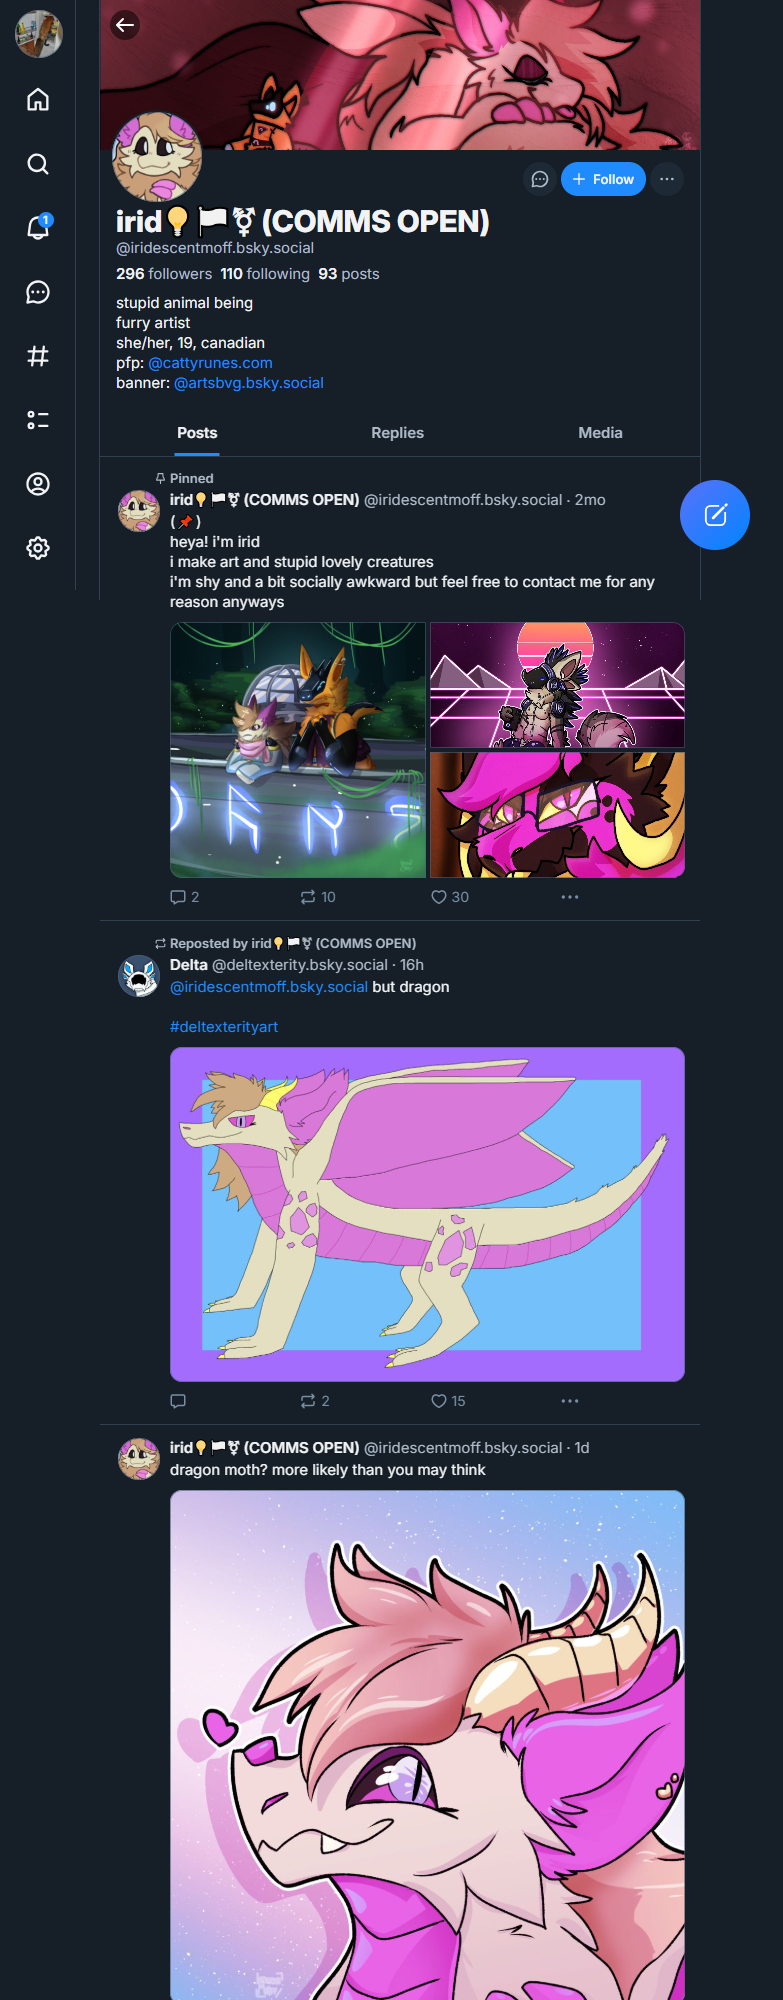 1
+ Follow
irid💡🏳⚧ (COMMS OPEN)
@iridescentmoff.bsky.social
296 followers 110 following 93 posts
stupid animal being
furry artist
she/her, 19, canadian
pfp: @cattyrunes.com
banner: @artsbvg.bsky.social
Posts Replies Media
Pinned
irid💡🏳⚧ (COMMS OPEN) @iridescentmoff.bsky.social · 2mo
(📌)
heya! i'm irid
i make art and stupid lovely creatures
i'm shy and a bit socially awkward but feel free to contact me for any
reason anyways
2 10 30
Reposted by irid💡🏳⚧ (COMMS OPEN)
Delta @deltexterity.bsky.social · 16h
@iridescentmoff.bsky.social but dragon
#deltexterityart
2 15
irid💡🏳⚧ (COMMS OPEN) @iridescentmoff.bsky.social · 1d
dragon moth? more likely than you may think